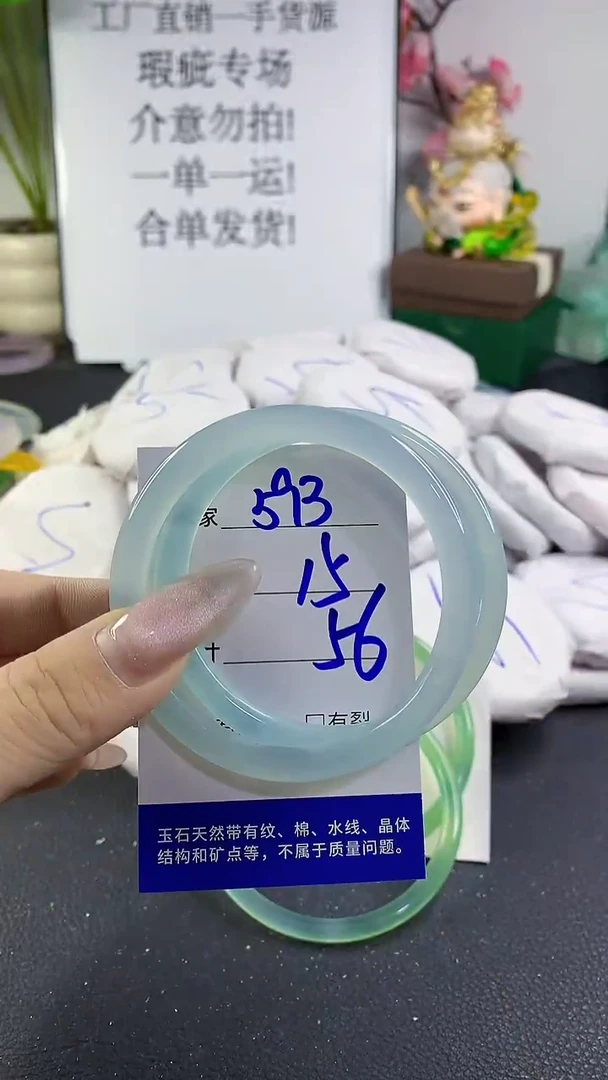 工厂直销一手货源
瑕疵专场
介意勿拍!
一单一运!
合单发货!
家 593
15
56
口有裂
玉石天然带有纹、棉、水线、晶体
结构和矿点等，不属于质量问题。